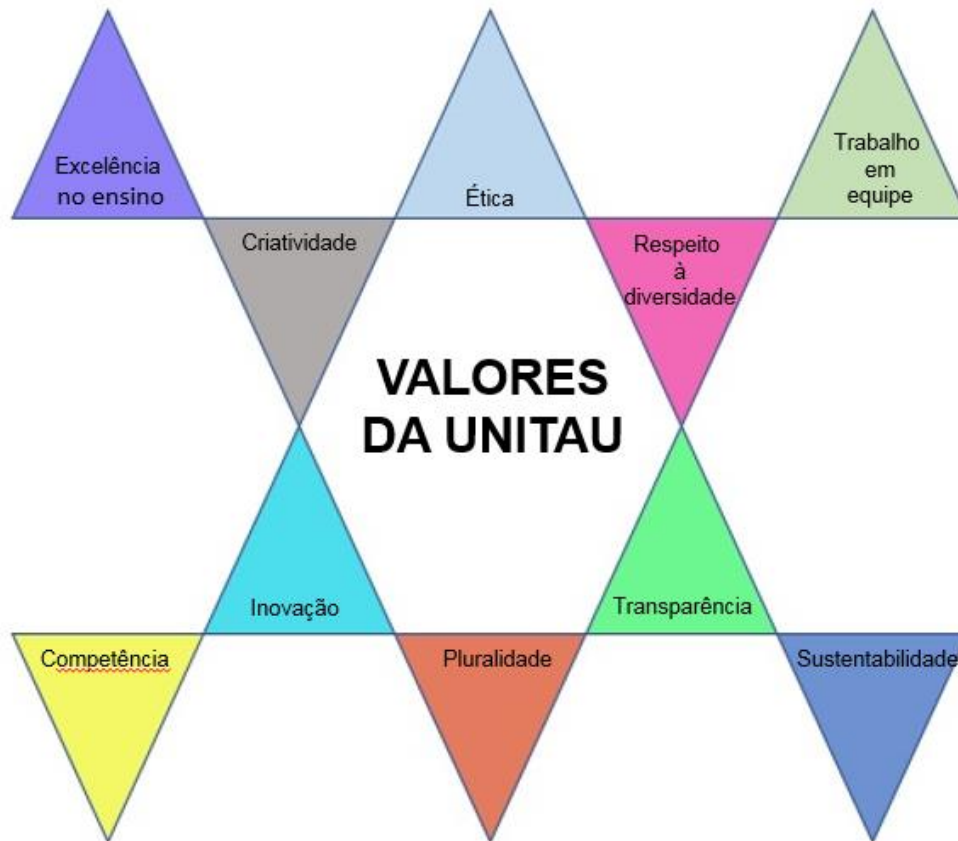 Excelência
no ensino
Ética
Trabalho
em
equipe
Criatividade
Respeito
à
diversidade
VALORES
DA UNITAU
Inovação
Transparência
Competência
Pluralidade
Sustentabilidade